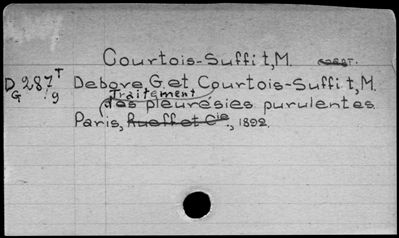 Courtois-Suffit, M.
D 287 T Debove G. et Courtois-Suffit, M.
G 9 Traitement
des pleurésies purulentes
Paris, Rueff et Cie., 1892.